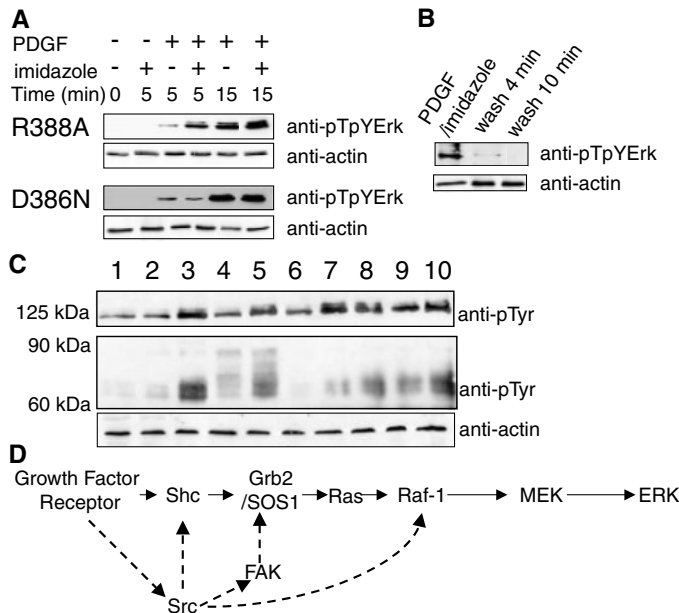 A
PDGF - - + + + +
imidazole - + - + - +
Time (min) 0 5 5 5 15 15
R388A anti-pTpYErk
anti-actin
D386N anti-pTpYErk
anti-actin
B
PDGF
/imidazole
wash 4 min
wash 10 min
anti-pTpYErk
anti-actin
C
1 2 3 4 5 6 7 8 9 10
125 kDa anti-pTyr
90 kDa
anti-pTyr
60 kDa
anti-actin
D
Growth Factor
Receptor
Shc
Grb2
/SOS1
Ras
Raf-1
MEK
ERK
FAK
Src